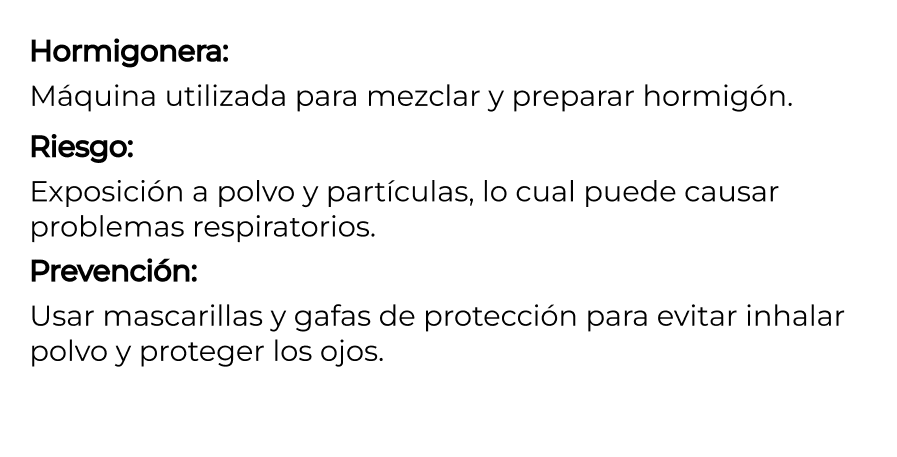 Hormigonera:
Máquina utilizada para mezclar y preparar hormigón.
Riesgo:
Exposición a polvo y partículas, lo cual puede causar
problemas respiratorios.
Prevención:
Usar mascarillas y gafas de protección para evitar inhalar
polvo y proteger los ojos.